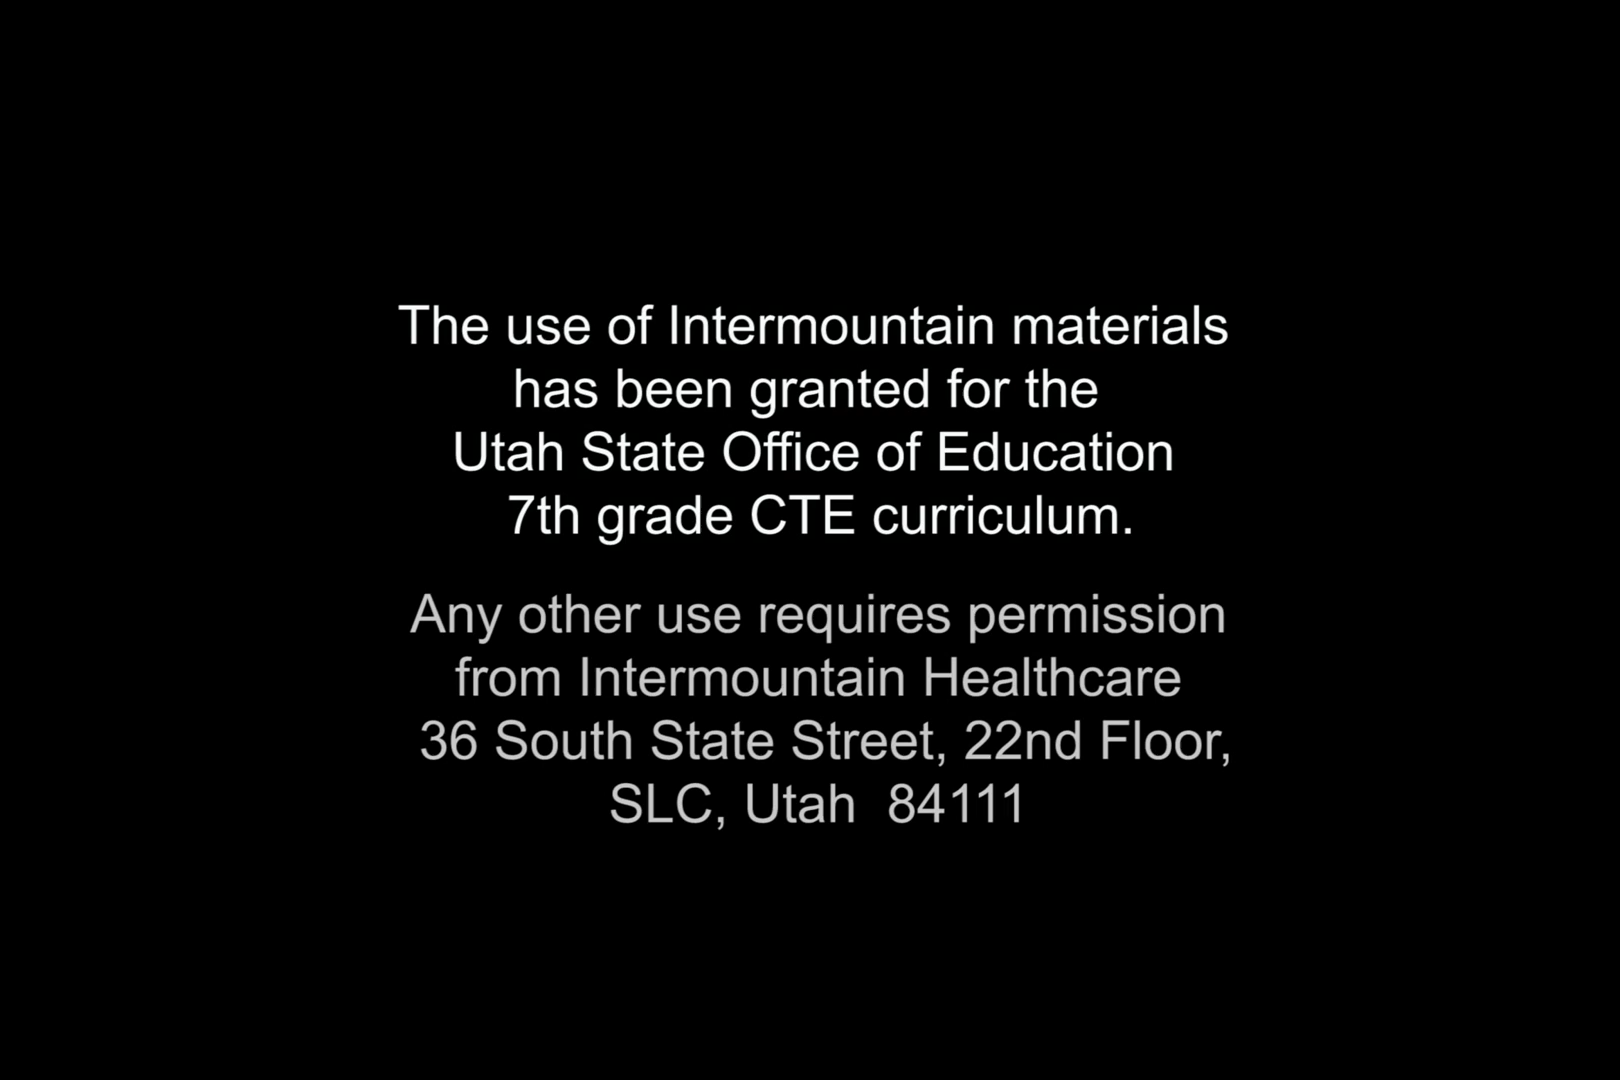 The use of Intermountain materials
has been granted for the
Utah State Office of Education
7th grade CTE curriculum.
Any other use requires permission
from Intermountain Healthcare
36 South State Street, 22nd Floor,
SLC, Utah  84111